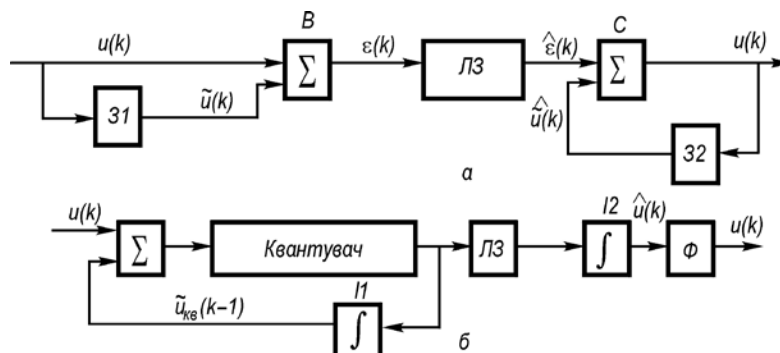 B
C
u(k)
ε(k)
ε̂(k)
u(k)
Σ
ЛЗ
Σ
З1
ũ(k)
ũ̂(k)
З2
а
u(k)
I2
û(k)
u(k)
Σ
Квантувач
ЛЗ
∫
Ф
ũкв(k−1)
I1
∫
б